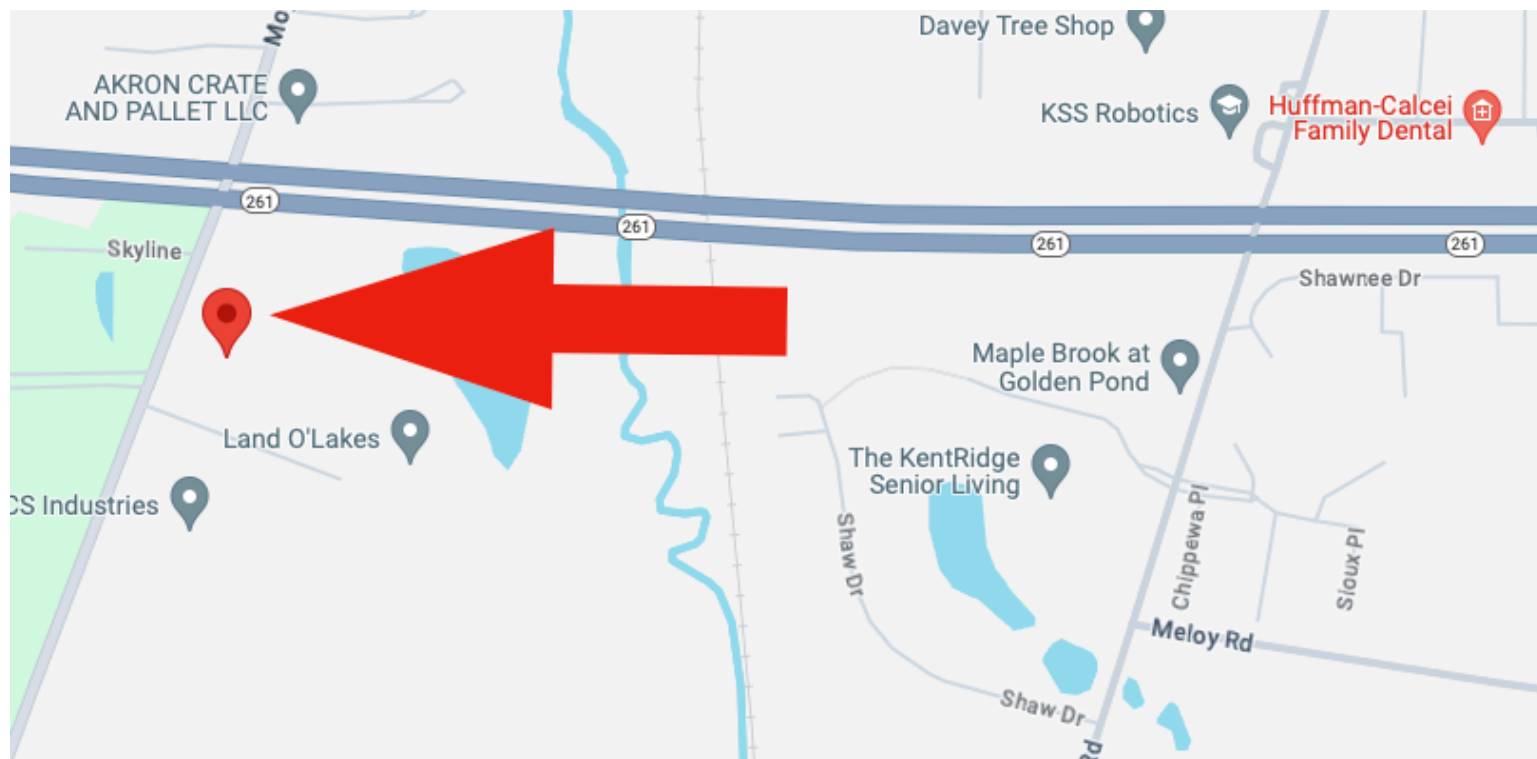 Davey Tree Shop
Mo
AKRON CRATE
AND PALLET LLC
KSS Robotics
Huffman-Calcei
Family Dental
261
261
261
261
Skyline
Shawnee Dr
Maple Brook at
Golden Pond
Land O'Lakes
The KentRidge
Senior Living
CS Industries
Shaw Dr
Chippewa Pl
Sioux Pl
Meloy Rd
Shaw Dr
Rd